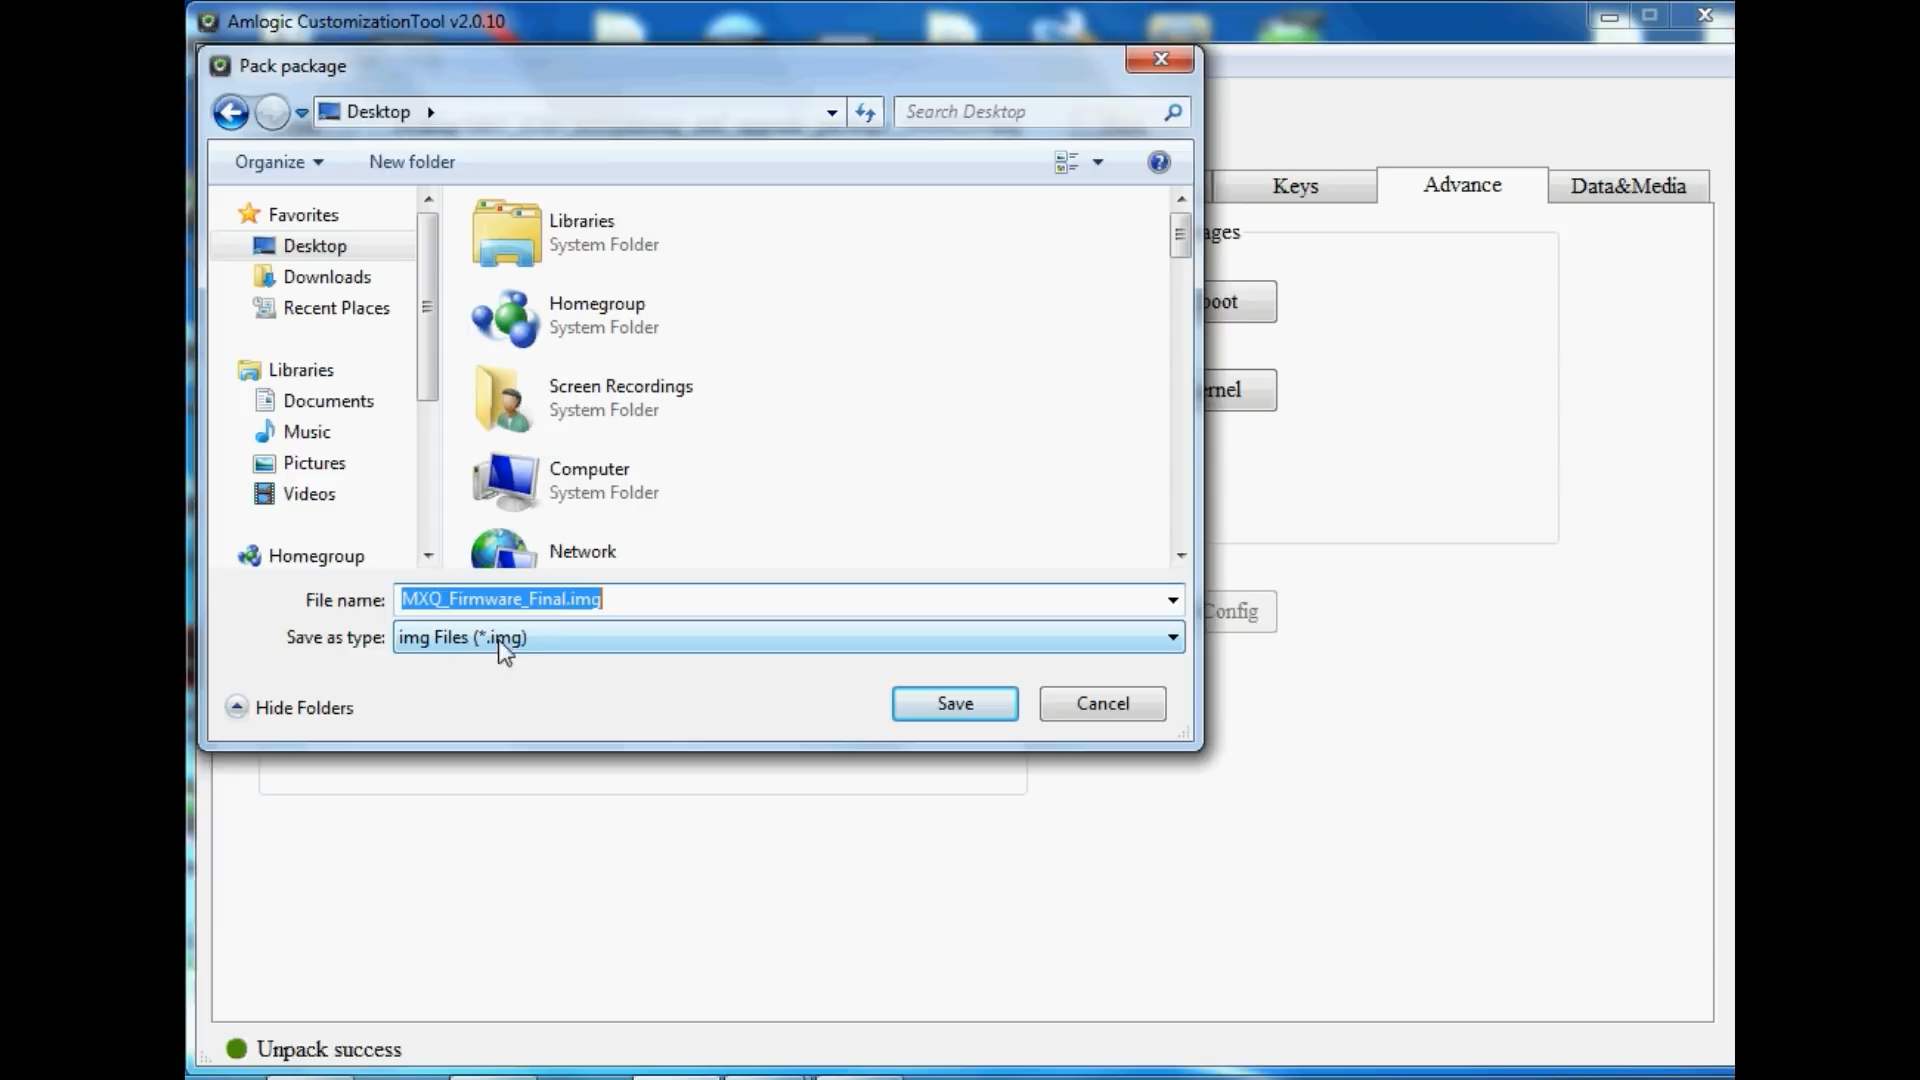 Amlogic CustomizationTool v2.0.10
Pack package
Desktop
Search Desktop
Organize
New folder
Favorites
Desktop
Downloads
Recent Places
Libraries
Documents
Music
Pictures
Videos
Homegroup
Libraries
System Folder
Homegroup
System Folder
Screen Recordings
System Folder
Computer
System Folder
Network
File name: MXQ_Firmware_Final.img
Save as type: img Files (*.img)
Hide Folders
Save
Cancel
Keys
Advance
Data&Media
ages
boot
ernel
Config
Unpack success